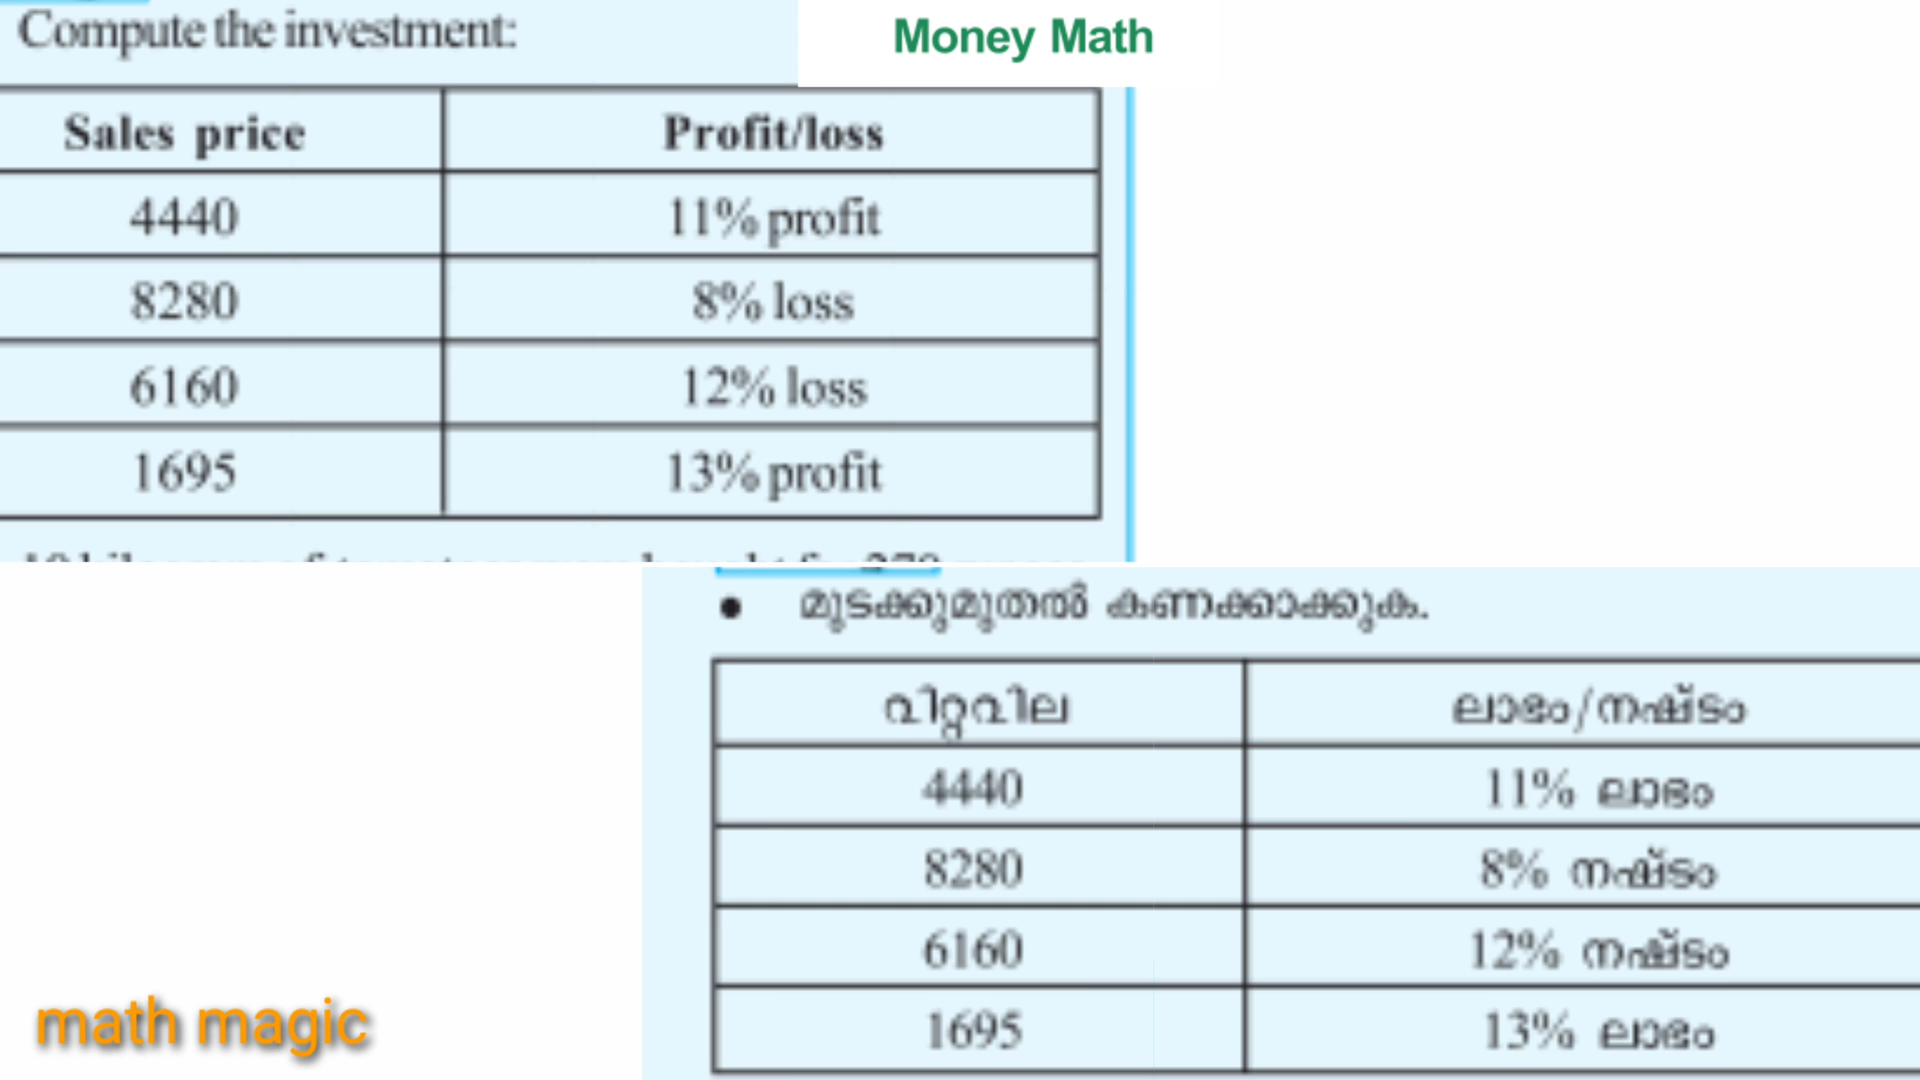 Compute the investment:
Money Math
Sales price Profit/loss
4440 11% profit
8280 8% loss
6160 12% loss
1695 13% profit
• മുടക്കുമുതൽ കണക്കാക്കുക.
വിറ്റവില ലാഭം/നഷ്ടം
4440 11% ലാഭം
8280 8% നഷ്ടം
6160 12% നഷ്ടം
1695 13% ലാഭം
math magic